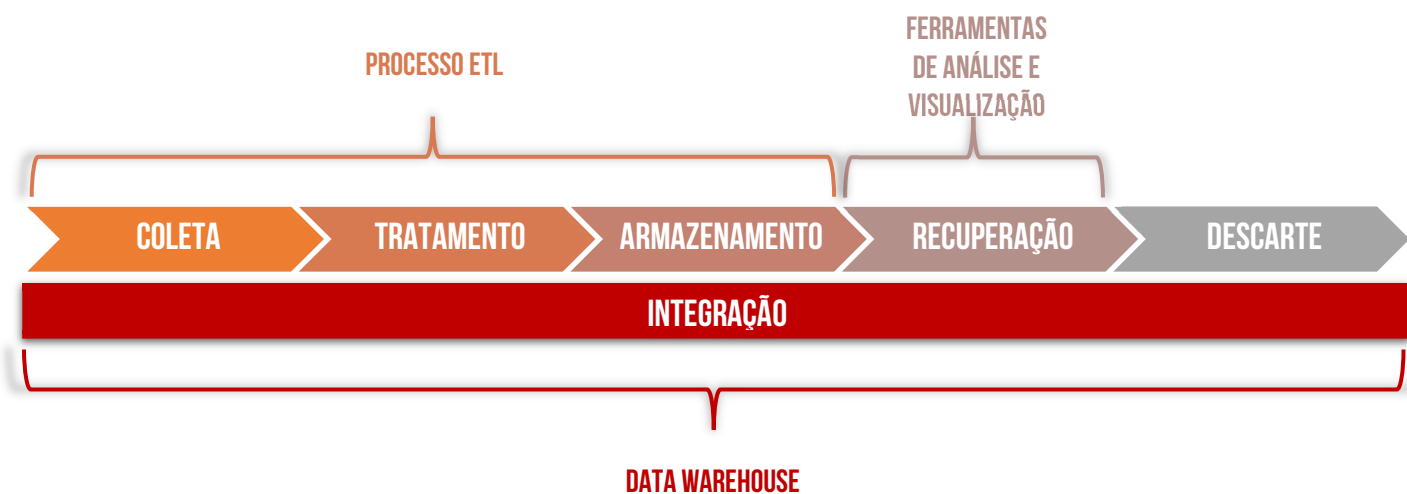 PROCESSO ETL
FERRAMENTAS
DE ANÁLISE E
VISUALIZAÇÃO
COLETA
TRATAMENTO
ARMAZENAMENTO
RECUPERAÇÃO
DESCARTE
INTEGRAÇÃO
DATA WAREHOUSE